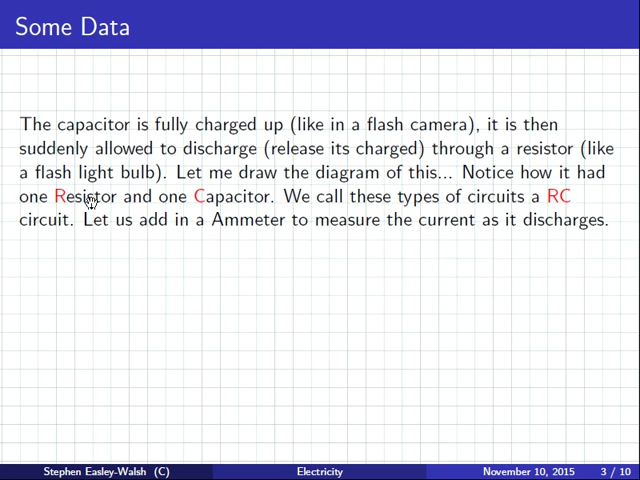 Some Data
The capacitor is fully charged up (like in a flash camera), it is then
suddenly allowed to discharge (release its charged) through a resistor (like
a flash light bulb). Let me draw the diagram of this... Notice how it had
one Resistor and one Capacitor. We call these types of circuits a RC
circuit. Let us add in a Ammeter to measure the current as it discharges.
Stephen Easley-Walsh (C) Electricity November 10, 2015 3 / 10